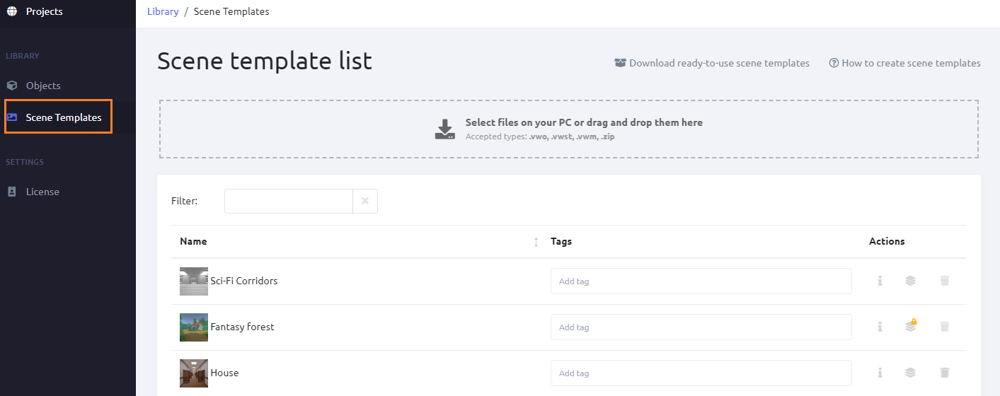 Projects
Library / Scene Templates
LIBRARY
Objects
Scene Templates
SETTINGS
License
Scene template list
Download ready-to-use scene templates
How to create scene templates
Select files on your PC or drag and drop them here
Accepted types: .vwo, .vwst, .vwm, .zip
Filter:
Name Tags Actions
Sci-Fi Corridors Add tag
Fantasy forest Add tag
House Add tag